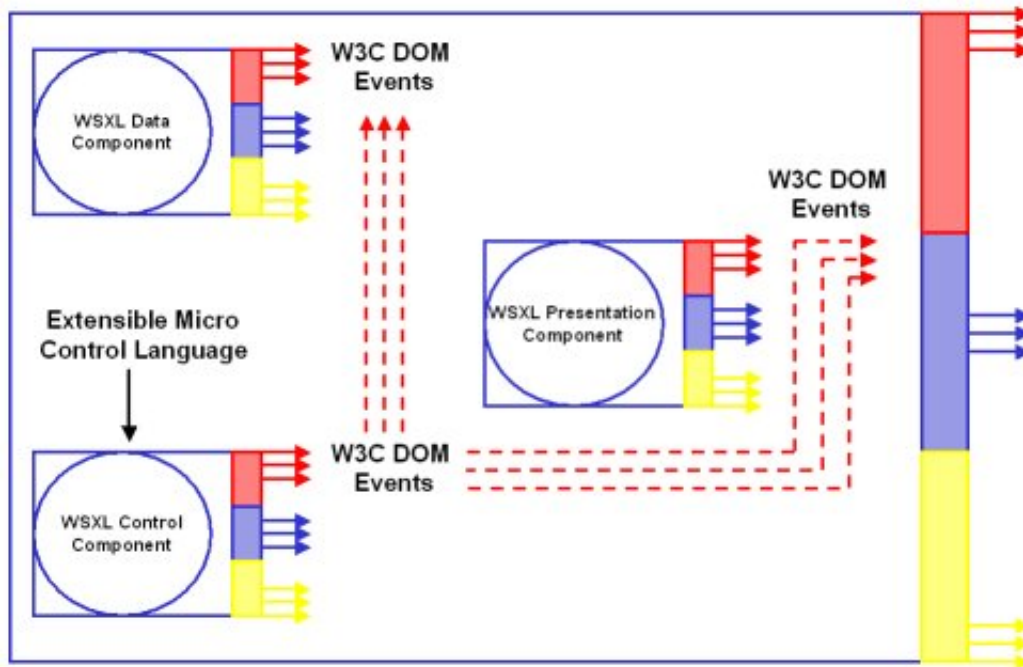 W3C DOM
Events
WSXL Data
Component
W3C DOM
Events
WSXL Presentation
Component
Extensible Micro
Control Language
W3C DOM
Events
WSXL Control
Component